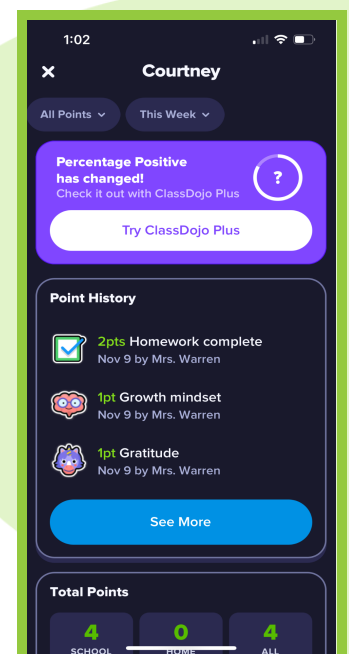 1:02
Courtney
All Points
This Week
Percentage Positive
has changed!
Check it out with ClassDojo Plus
?
Try ClassDojo Plus
Point History
2pts Homework complete
Nov 9 by Mrs. Warren
1pt Growth mindset
Nov 9 by Mrs. Warren
1pt Gratitude
Nov 9 by Mrs. Warren
See More
Total Points
4 0 4
SCHOOL HOME ALL